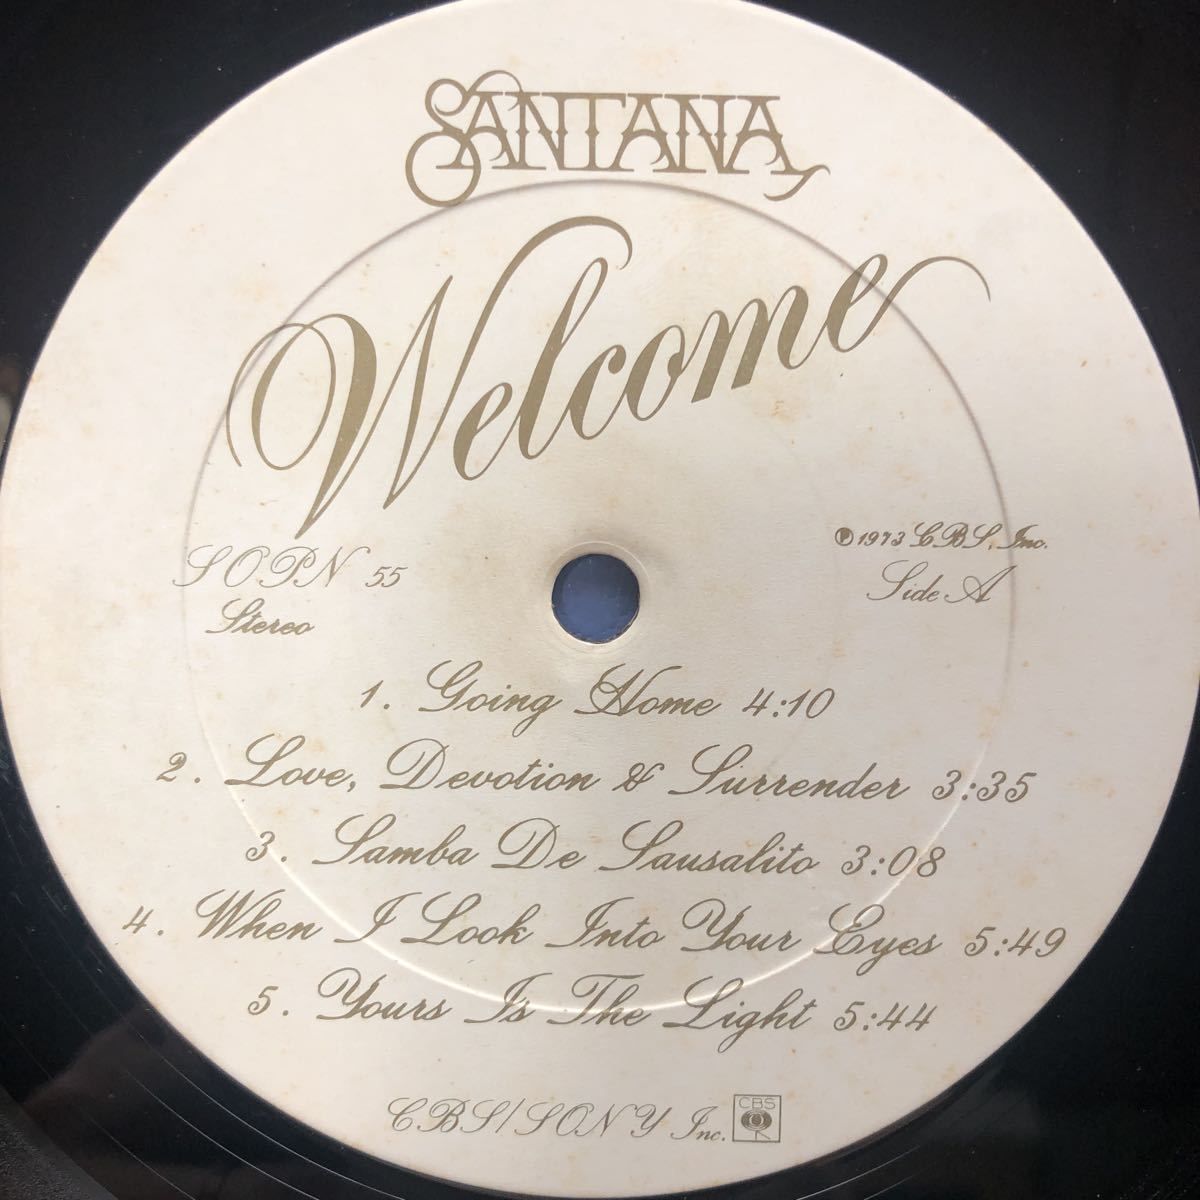 SANTANA
Welcome
SOPN 55
Stereo
Ⓟ1973 CBS, Inc.
Side A
1. Going Home 4:10
2. Love, Devotion & Surrender 3:35
3. Samba De Sausalito 3:08
4. When I Look Into Your Eyes 5:49
5. Yours Is The Light 5:44
CBS/SONY Inc. CBS